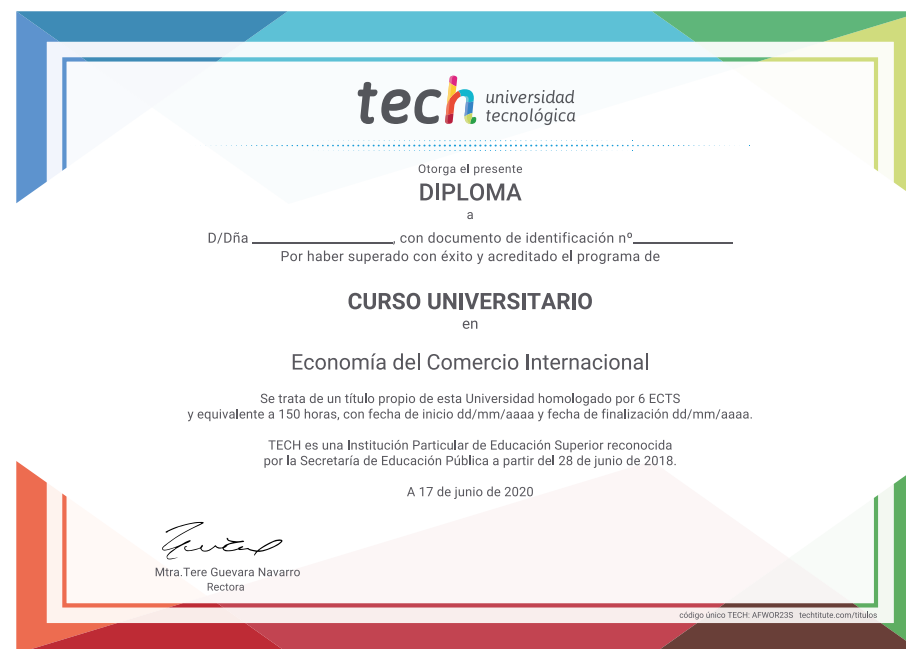 tech universidad
tecnológica
Otorga el presente
DIPLOMA
a
D/Dña ____________________, con documento de identificación nº______________
Por haber superado con éxito y acreditado el programa de
CURSO UNIVERSITARIO
en
Economía del Comercio Internacional
Se trata de un título propio de esta Universidad homologado por 6 ECTS
y equivalente a 150 horas, con fecha de inicio dd/mm/aaaa y fecha de finalización dd/mm/aaaa.
TECH es una Institución Particular de Educación Superior reconocida
por la Secretaría de Educación Pública a partir del 28 de junio de 2018.
A 17 de junio de 2020
Mtra.Tere Guevara Navarro
Rectora
código único TECH: AFWOR23S techtitute.com/titulos